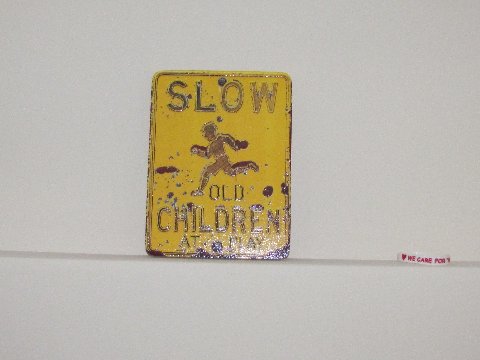 SLOW
OLD
CHILDREN
AT PLAY
WE CARE FOR